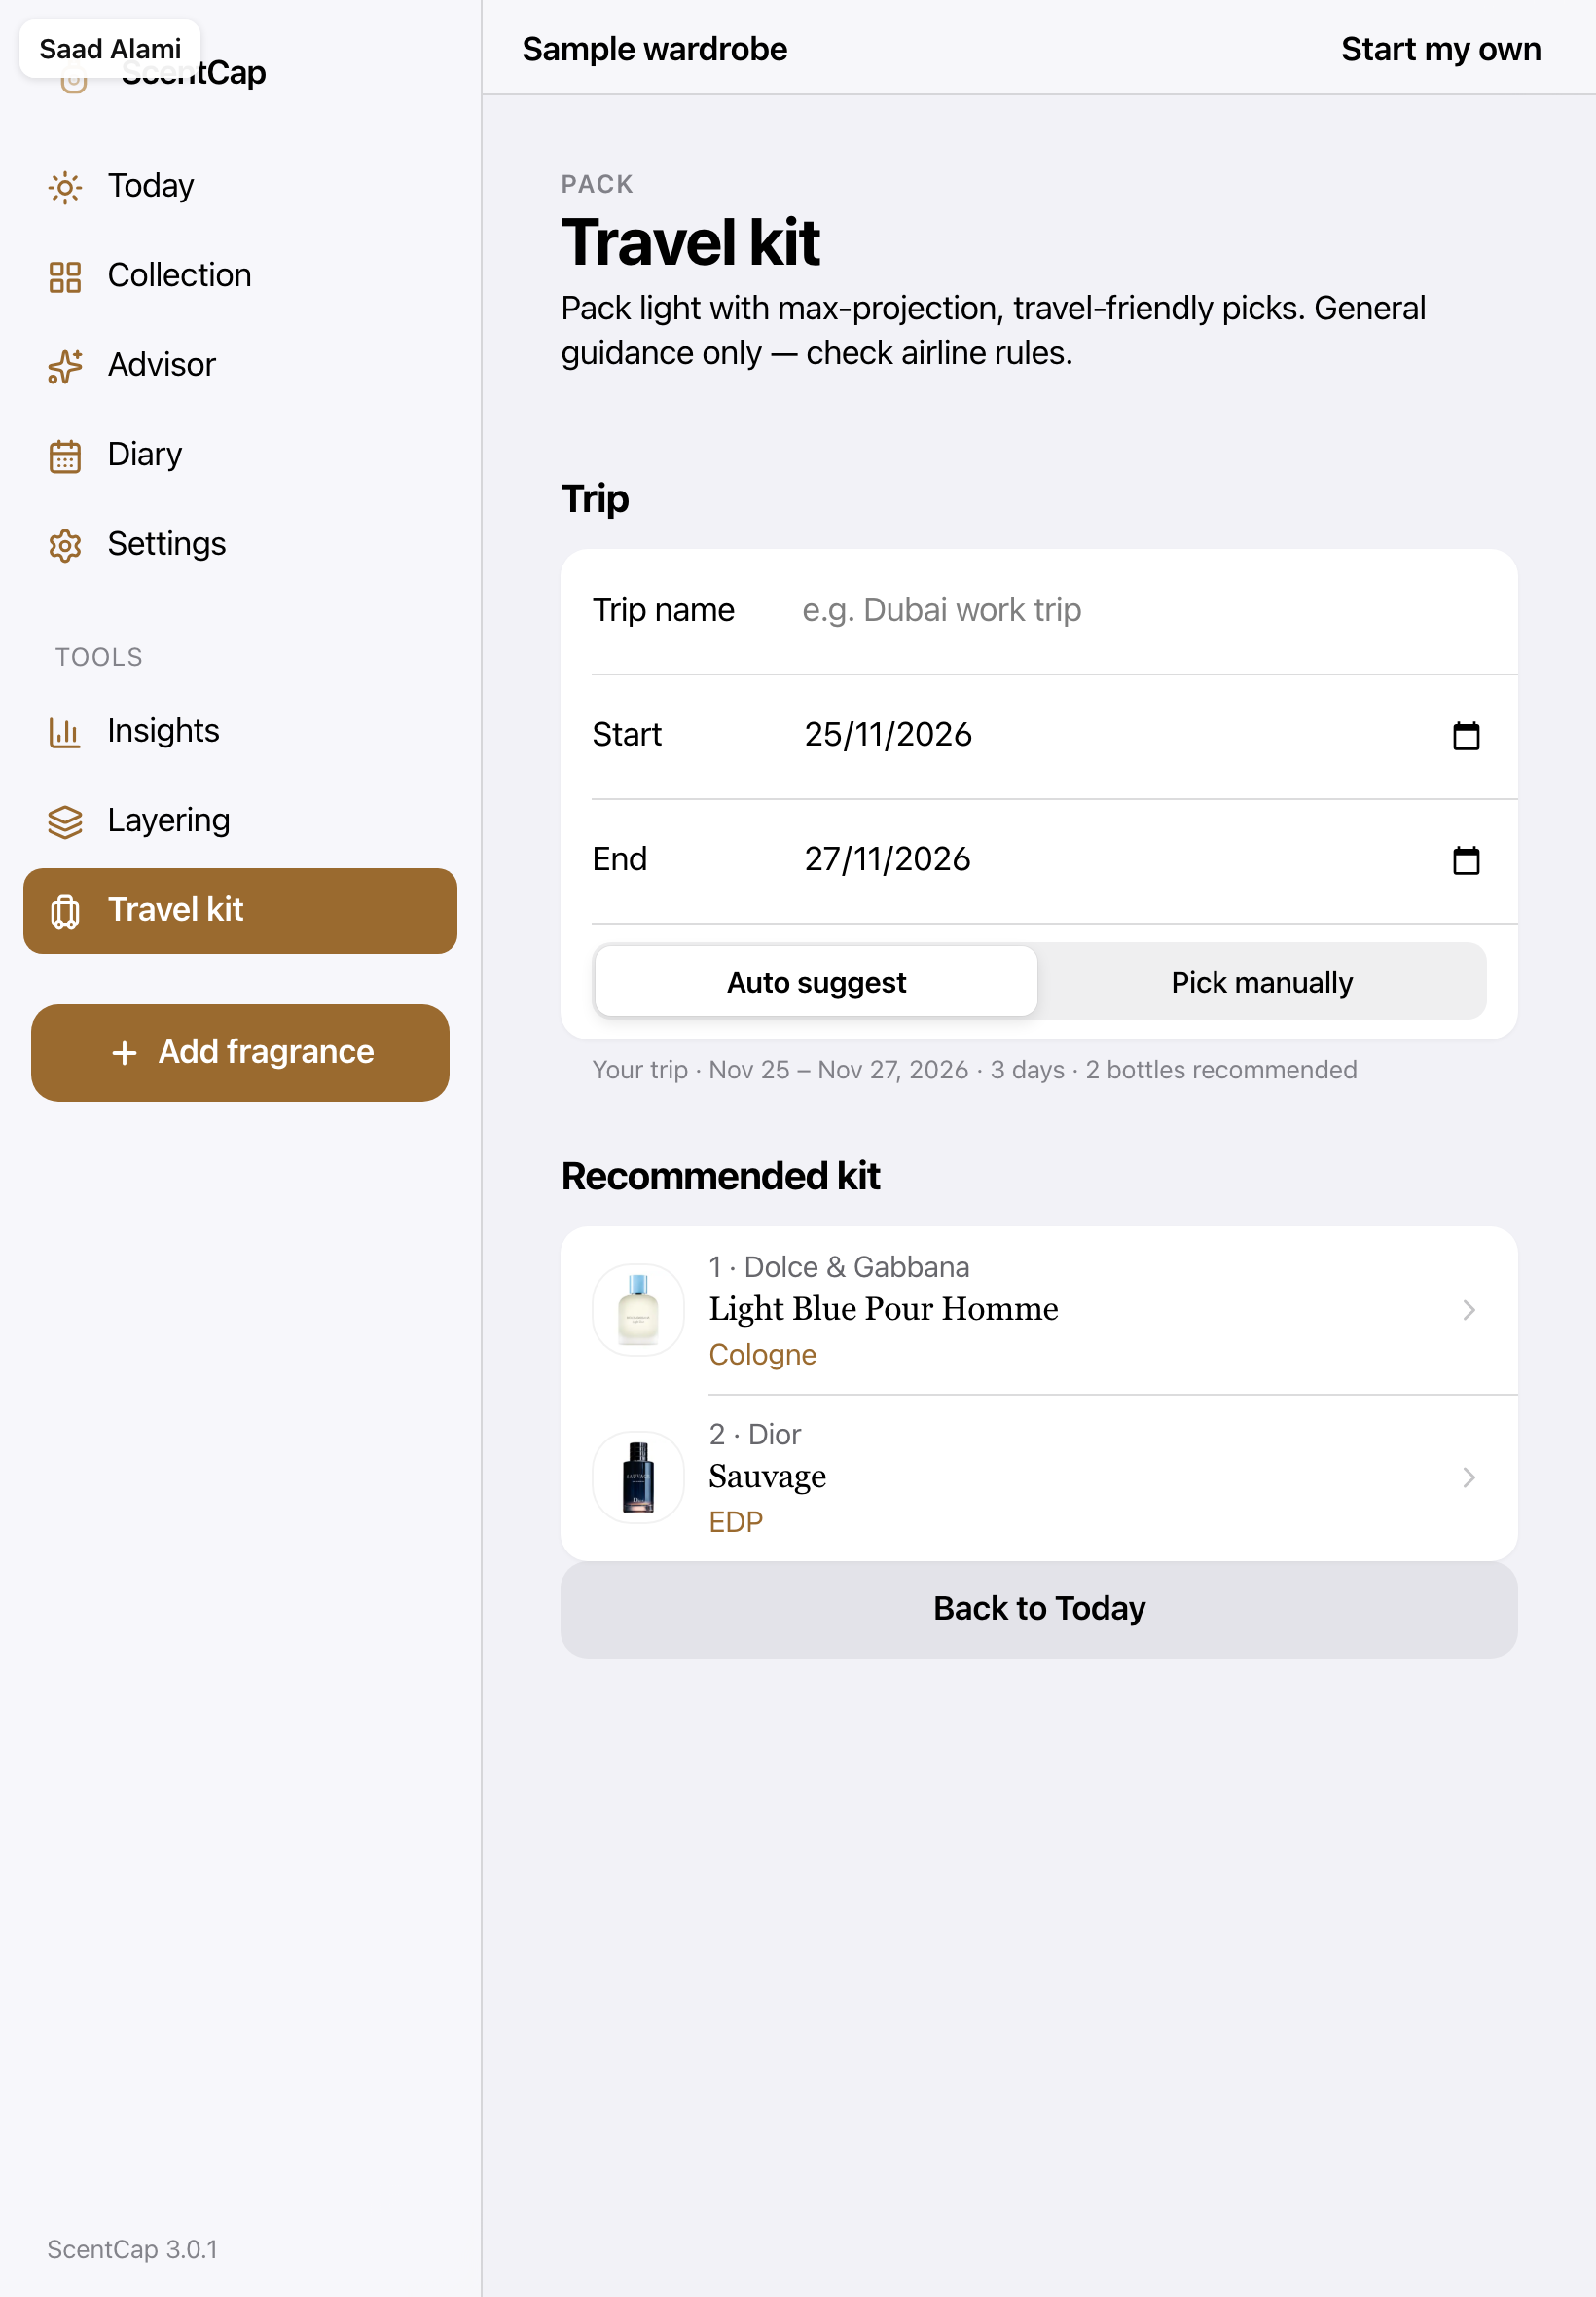 Saad Alami
ScentCap
Today
Collection
Advisor
Diary
Settings
TOOLS
Insights
Layering
Travel kit
Add fragrance
ScentCap 3.0.1
Sample wardrobe
Start my own
PACK
Travel kit
Pack light with max-projection, travel-friendly picks. General
guidance only — check airline rules.
Trip
Trip name e.g. Dubai work trip
Start 25/11/2026
End 27/11/2026
Auto suggest Pick manually
Your trip · Nov 25 – Nov 27, 2026 · 3 days · 2 bottles recommended
Recommended kit
1 · Dolce & Gabbana
Light Blue Pour Homme
Cologne
2 · Dior
Sauvage
EDP
Back to Today